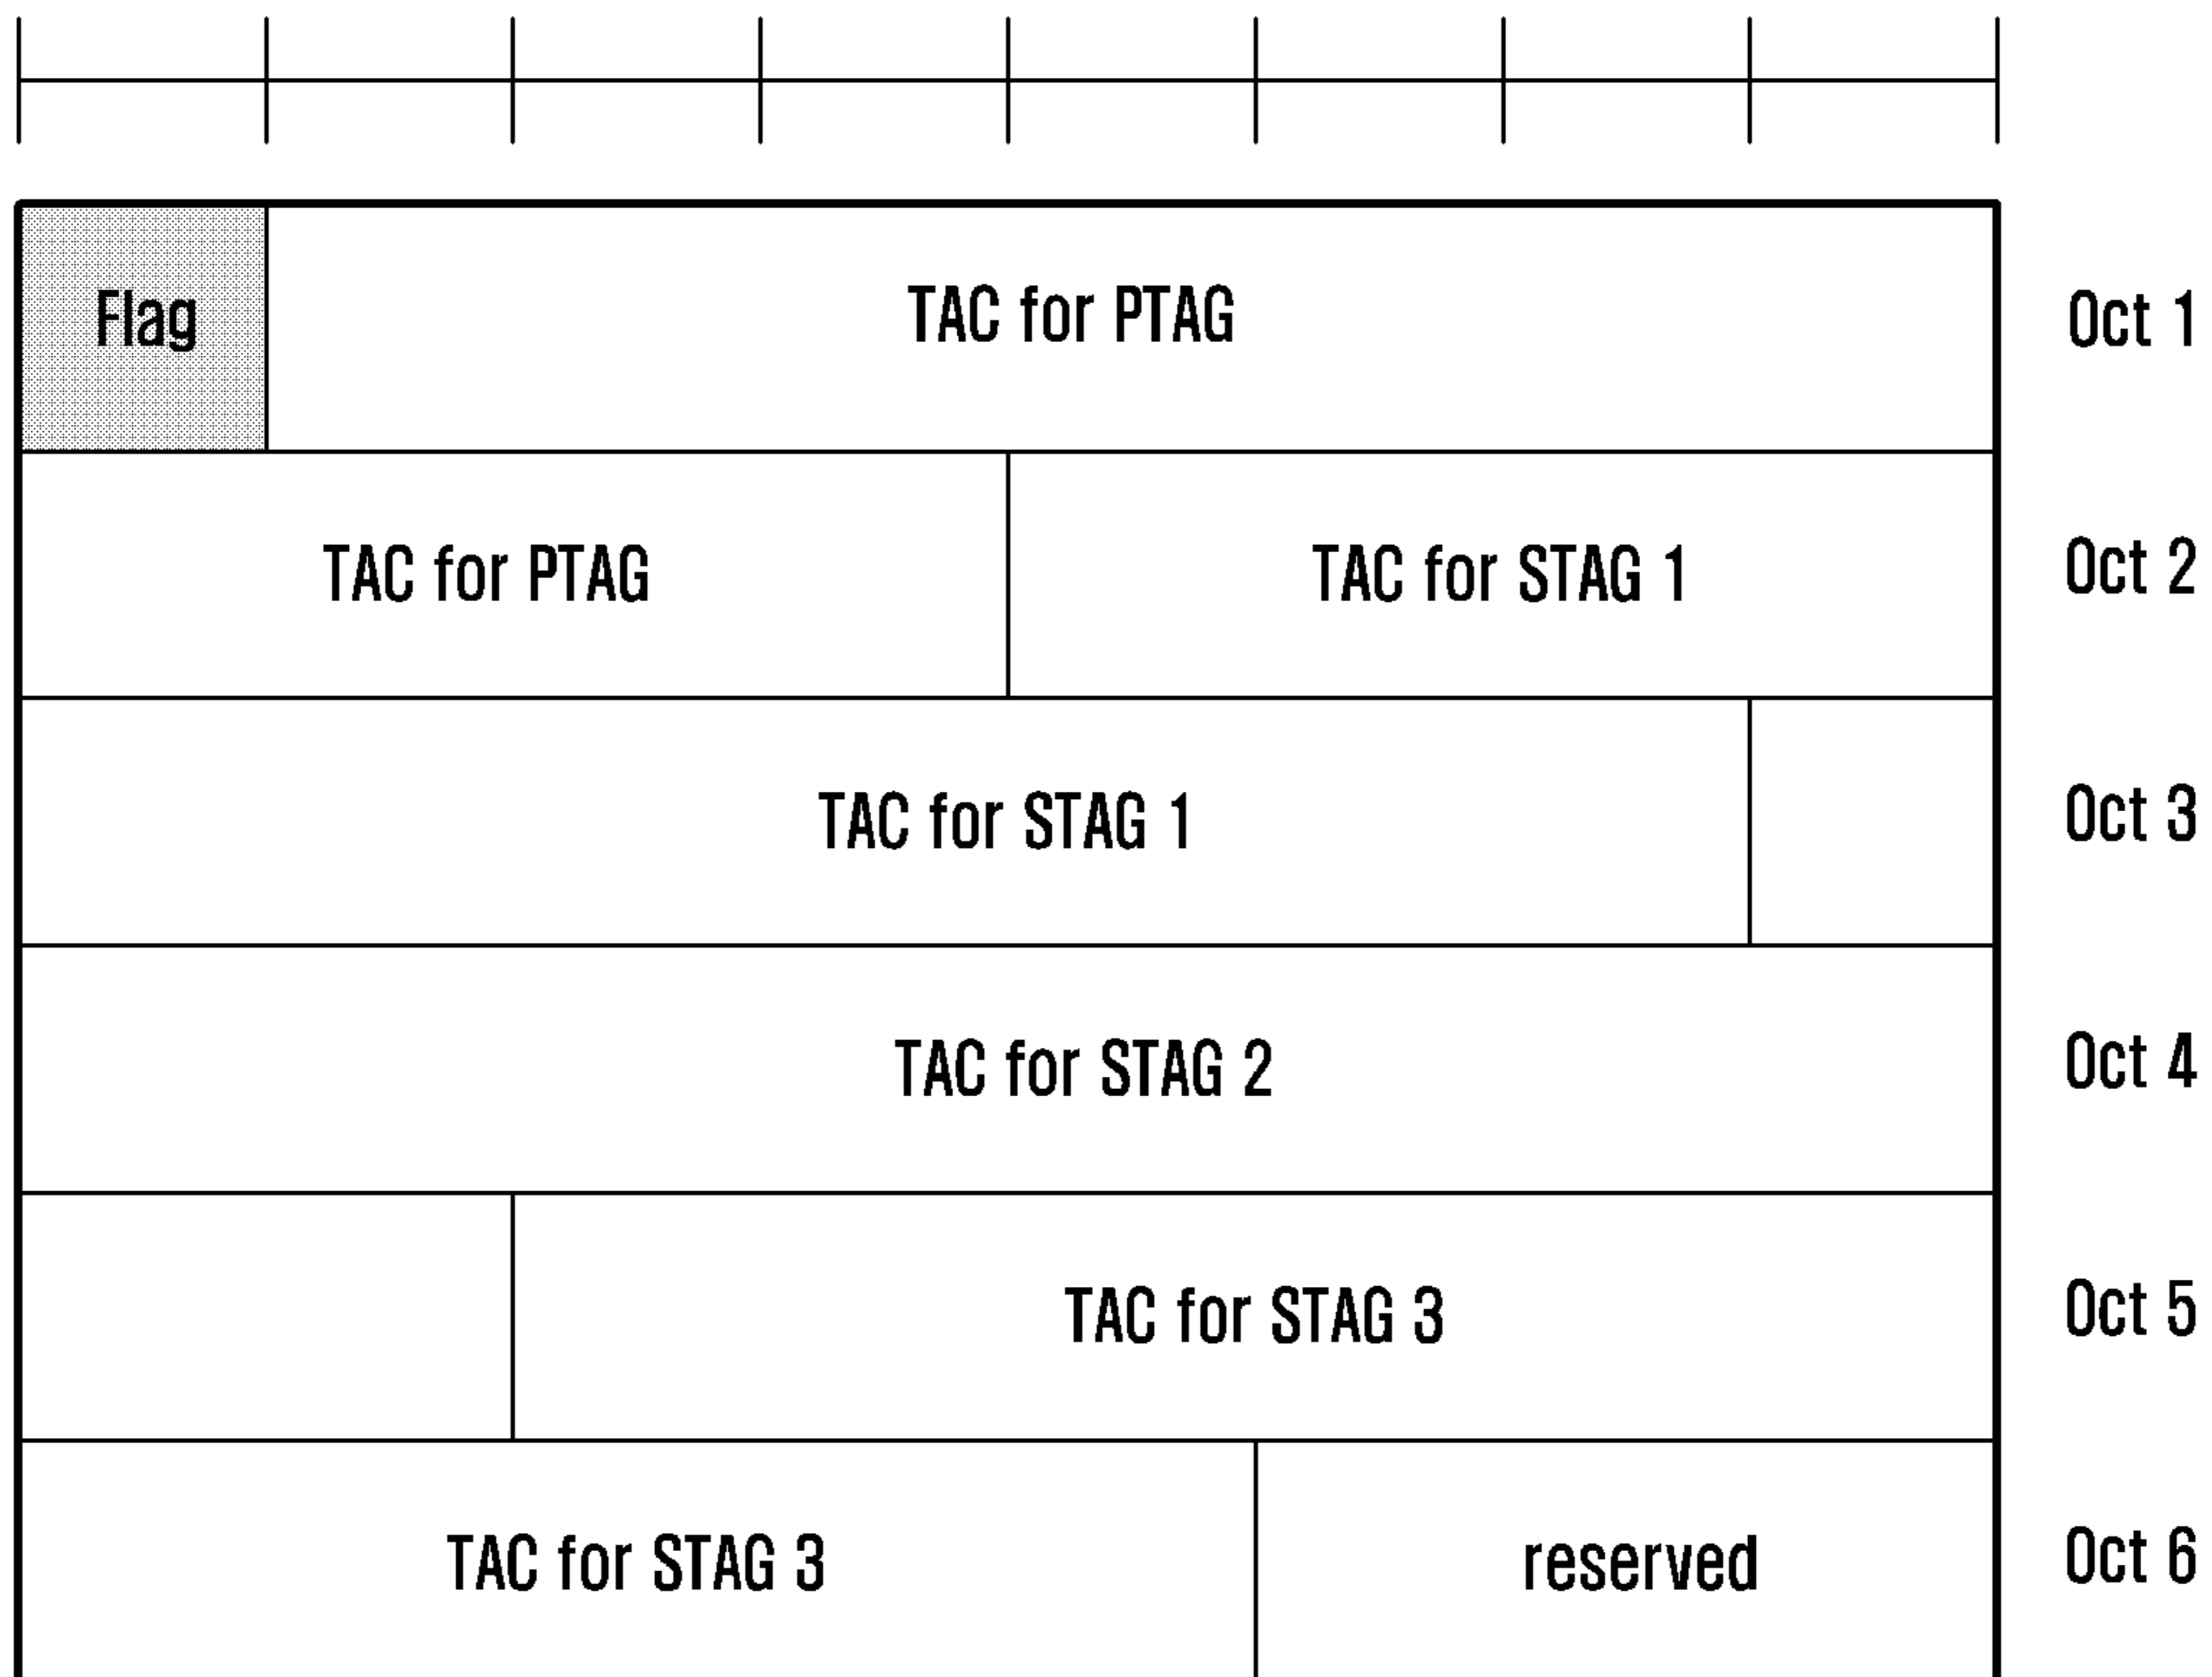 Flag TAC for PTAG Oct 1
TAC for PTAG TAC for STAG 1 Oct 2
TAC for STAG 1 Oct 3
TAC for STAG 2 Oct 4
TAC for STAG 3 Oct 5
TAC for STAG 3 reserved Oct 6